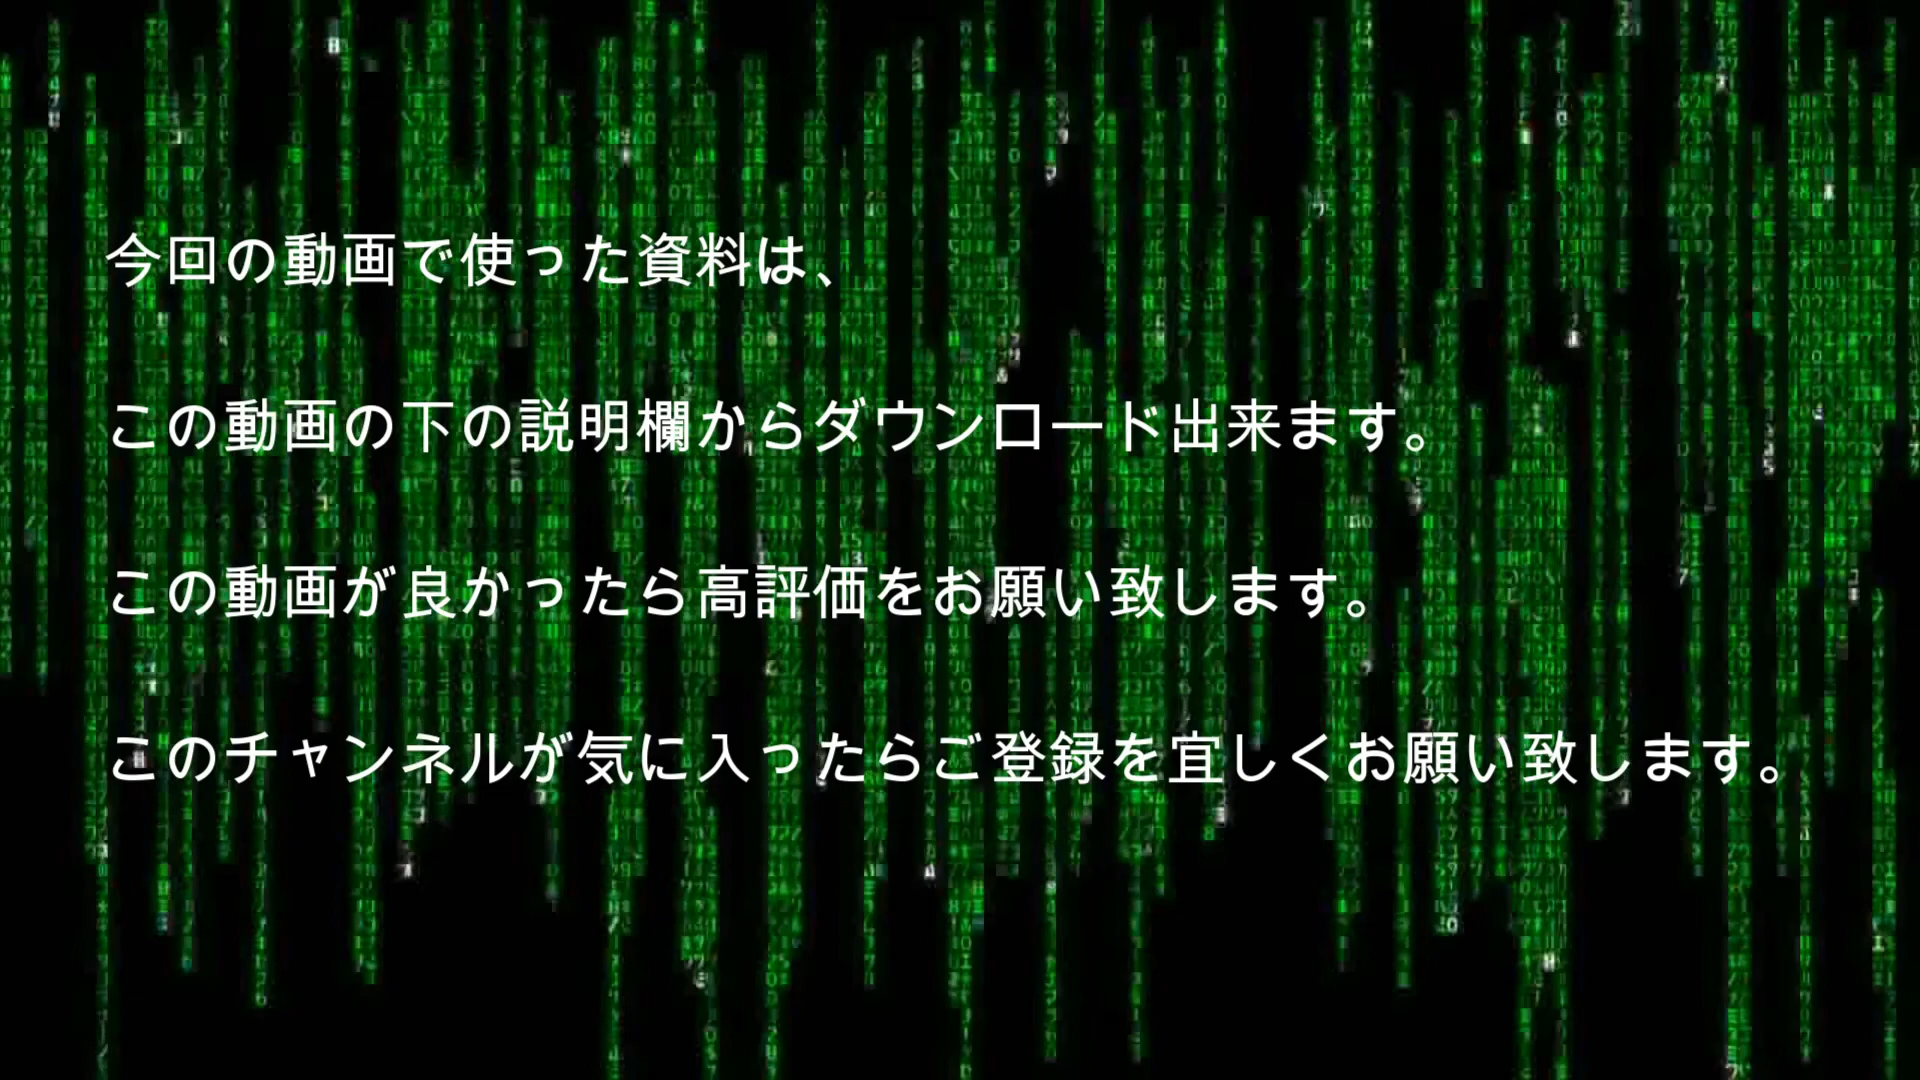 今回の動画で使った資料は、
この動画の下の説明欄からダウンロード出来ます。
この動画が良かったら高評価をお願い致します。
このチャンネルが気に入ったらご登録を宜しくお願い致します。